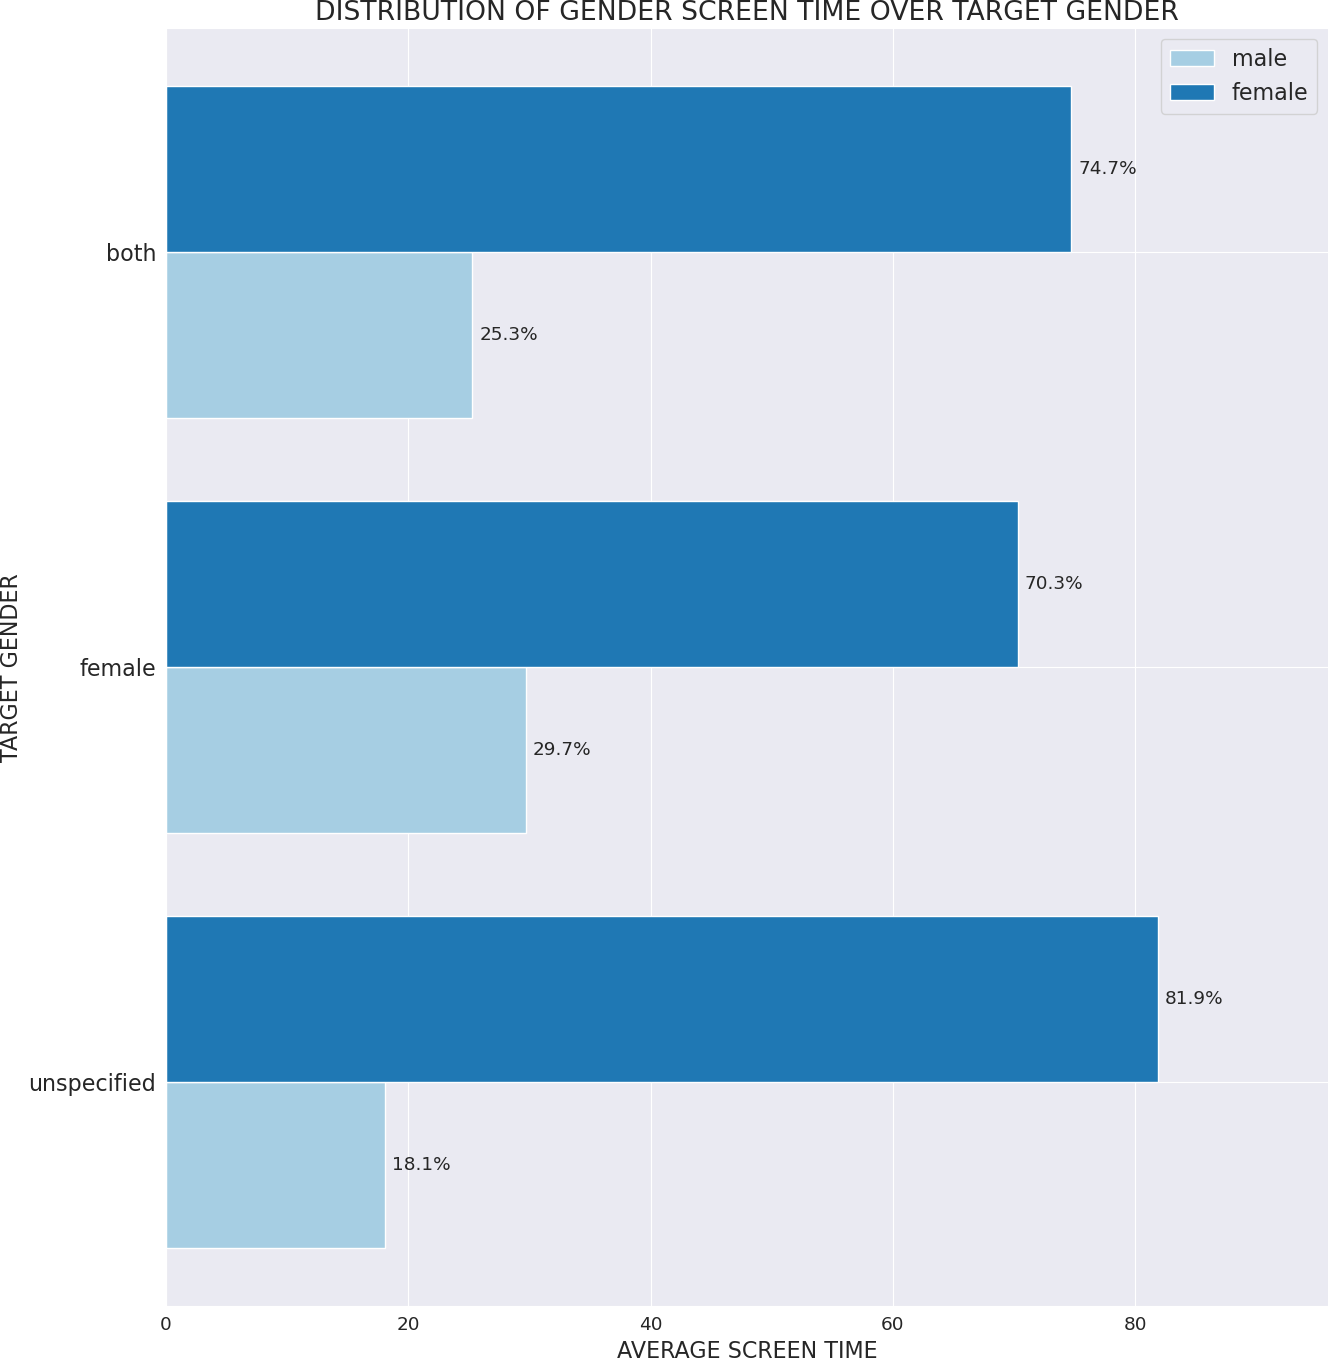 DISTRIBUTION OF GENDER SCREEN TIME OVER TARGET GENDER
male
female
74.7%
both
25.3%
70.3%
TARGET GENDER
female
29.7%
81.9%
unspecified
18.1%
0 20 40 60 80
AVERAGE SCREEN TIME